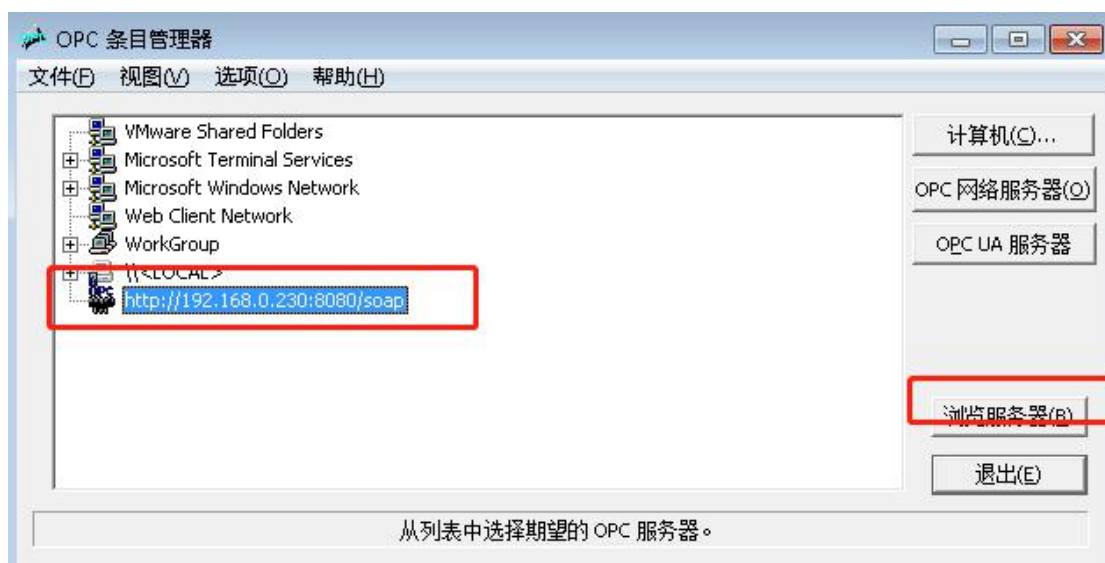 OPC 条目管理器
文件(F) 视图(V) 选项(O) 帮助(H)
VMware Shared Folders
计算机(C)...
Microsoft Terminal Services
Microsoft Windows Network
OPC 网络服务器(O)
Web Client Network
WorkGroup
OPC UA 服务器
\\<LOCAL>
http://192.168.0.230:8080/soap
浏览服务器(B)
退出(E)
从列表中选择期望的 OPC 服务器。